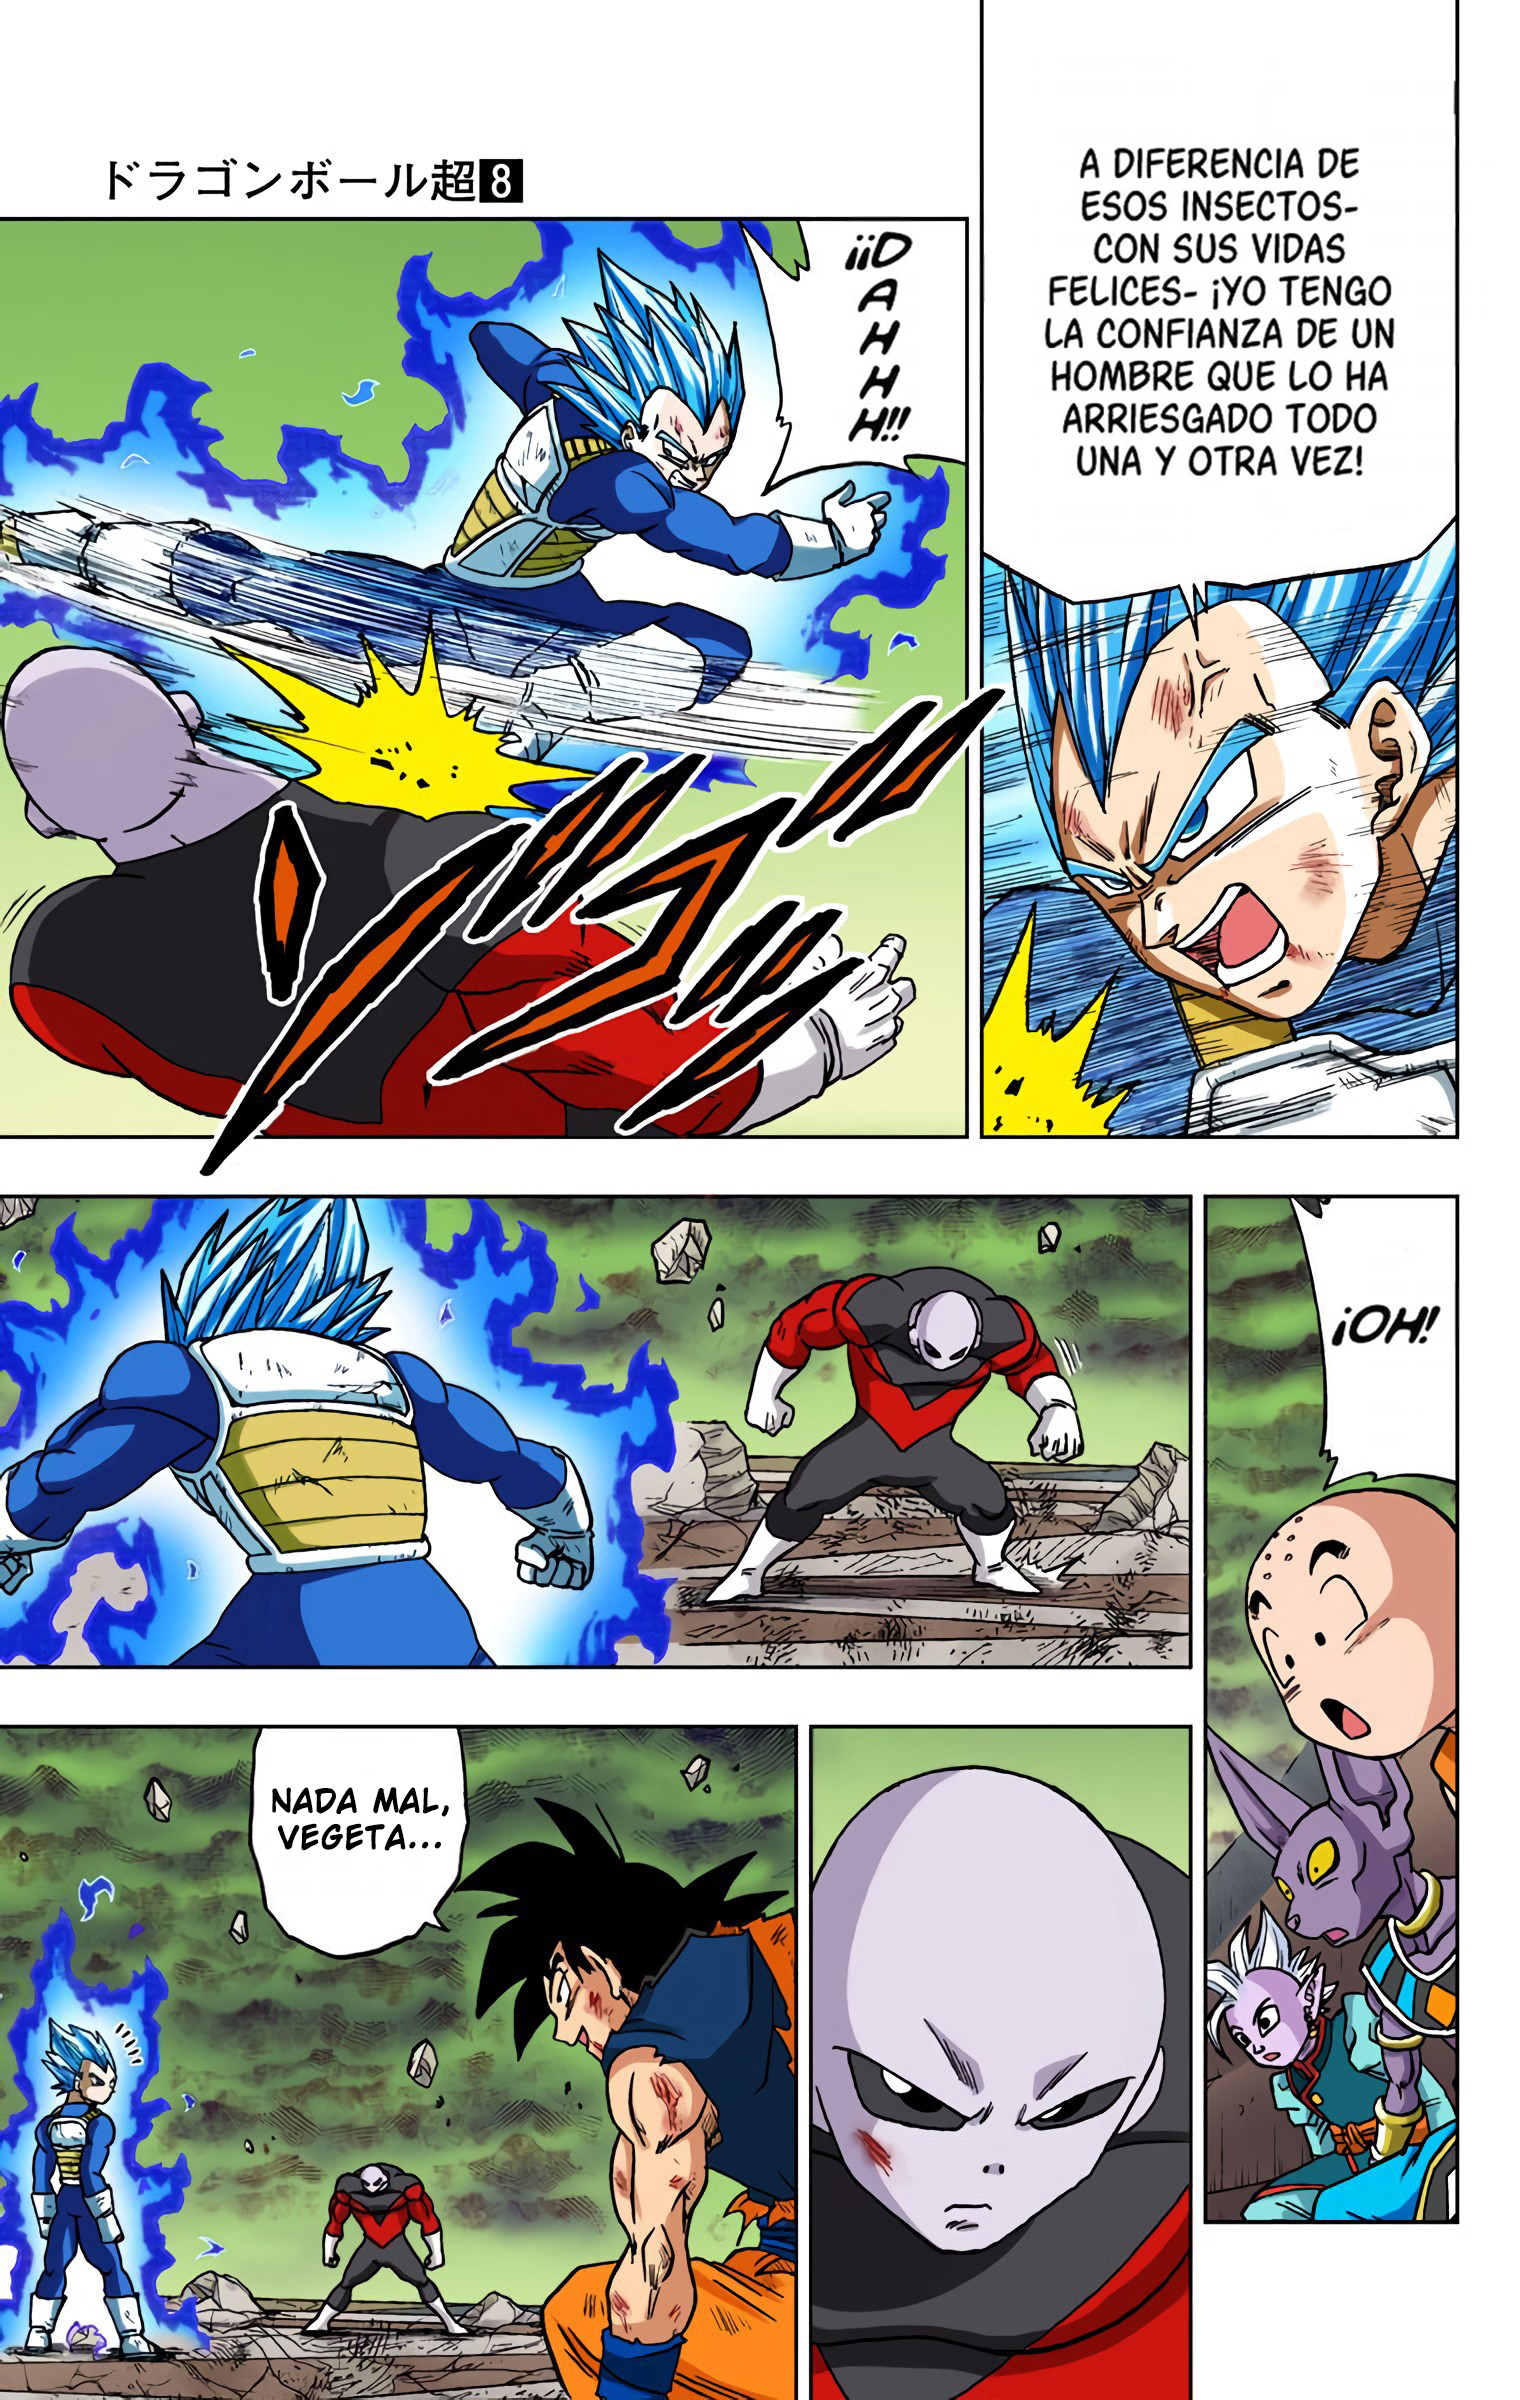 ドラゴンボール超8
A DIFERENCIA DE
ESOS INSECTOS-
CON SUS VIDAS
FELICES- ¡YO TENGO
LA CONFIANZA DE UN
HOMBRE QUE LO HA
ARRIESGADO TODO
UNA Y OTRA VEZ!
¡¡D
A
H
H
H!!
¡OH!
NADA MAL,
VEGETA...